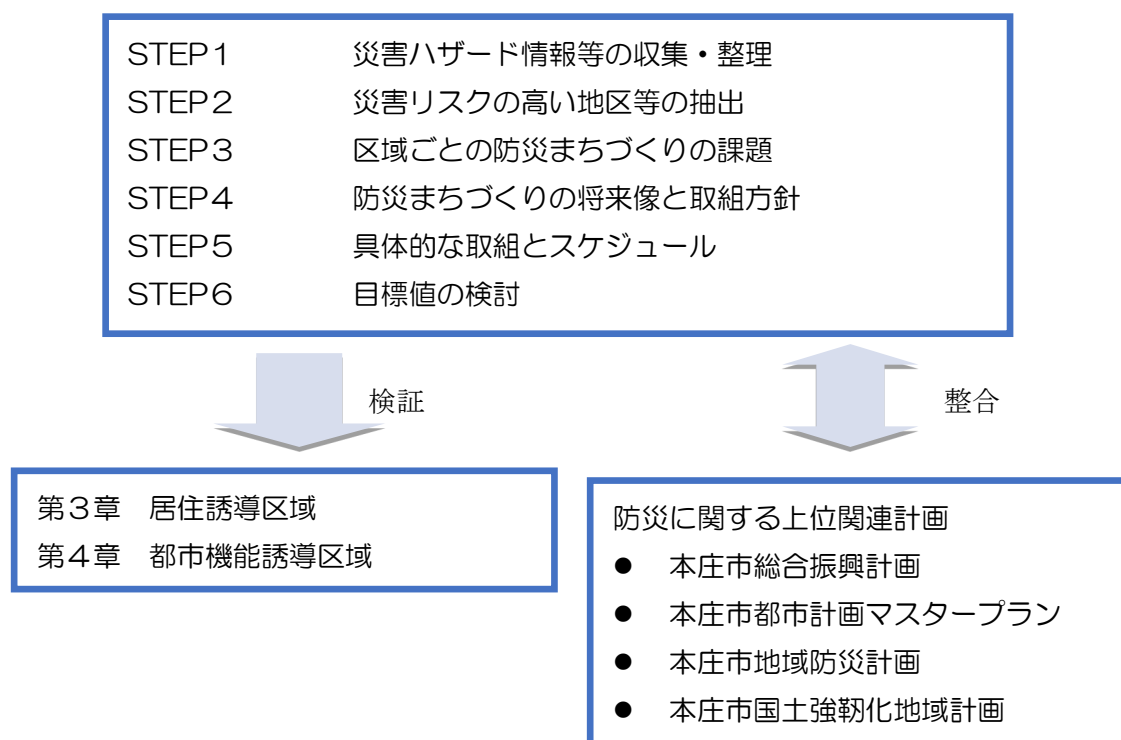 STEP1 災害ハザード情報等の収集・整理
STEP2 災害リスクの高い地区等の抽出
STEP3 区域ごとの防災まちづくりの課題
STEP4 防災まちづくりの将来像と取組方針
STEP5 具体的な取組とスケジュール
STEP6 目標値の検討
検証
整合
第3章 居住誘導区域
第4章 都市機能誘導区域
防災に関する上位関連計画
● 本庄市総合振興計画
● 本庄市都市計画マスタープラン
● 本庄市地域防災計画
● 本庄市国土強靭化地域計画